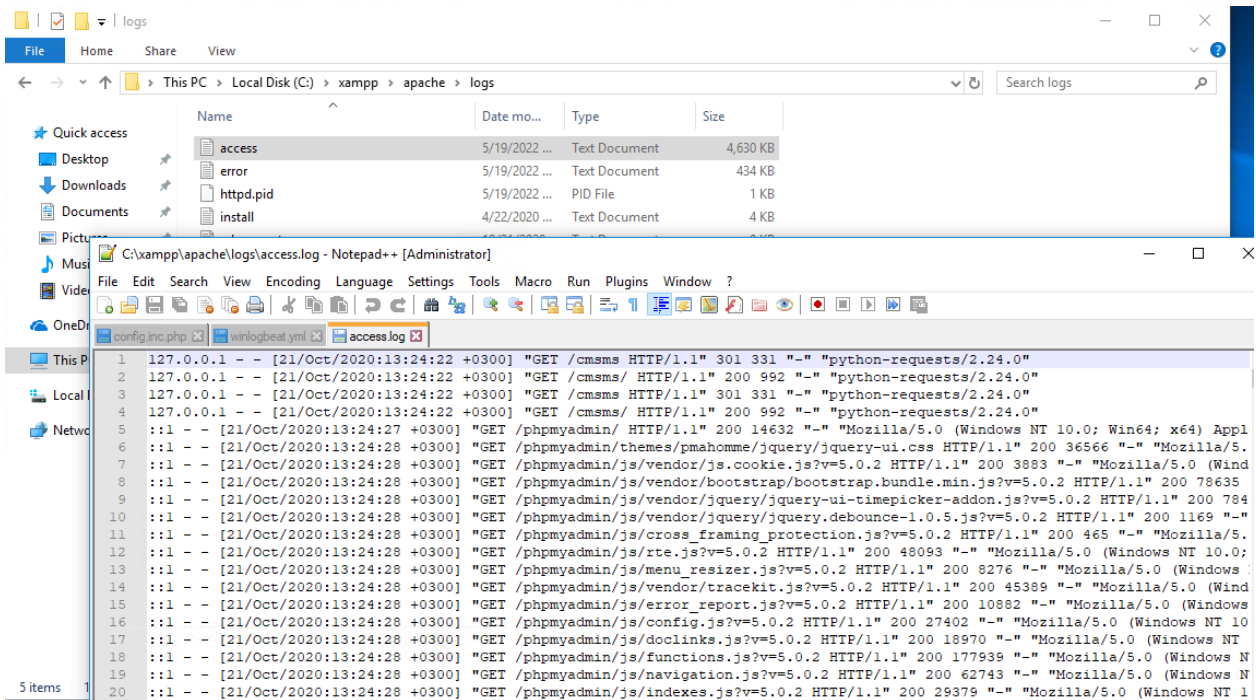 logs
File Home Share View
This PC > Local Disk (C:) > xampp > apache > logs
Search logs
Name Date mo... Type Size
Quick access
Desktop
Downloads
Documents
OneDr
This P
Local
Netwo
access 5/19/2022 ... Text Document 4,630 KB
error 5/19/2022 ... Text Document 434 KB
httpd.pid 5/19/2022 ... PID File 1 KB
install 4/22/2020 ... Text Document 4 KB
C:\xampp\apache\logs\access.log - Notepad++ [Administrator]
File Edit Search View Encoding Language Settings Tools Macro Run Plugins Window ?
config.inc.php winlogbeat.yml access.log
1 127.0.0.1 - - [21/Oct/2020:13:24:22 +0300] "GET /cmsms HTTP/1.1" 301 331 "-" "python-requests/2.24.0"
2 127.0.0.1 - - [21/Oct/2020:13:24:22 +0300] "GET /cmsms/ HTTP/1.1" 200 992 "-" "python-requests/2.24.0"
3 127.0.0.1 - - [21/Oct/2020:13:24:22 +0300] "GET /cmsms HTTP/1.1" 301 331 "-" "python-requests/2.24.0"
4 127.0.0.1 - - [21/Oct/2020:13:24:22 +0300] "GET /cmsms/ HTTP/1.1" 200 992 "-" "python-requests/2.24.0"
5 ::1 - - [21/Oct/2020:13:24:27 +0300] "GET /phpmyadmin/ HTTP/1.1" 200 14632 "-" "Mozilla/5.0 (Windows NT 10.0; Win64; x64) Appl
6 ::1 - - [21/Oct/2020:13:24:28 +0300] "GET /phpmyadmin/themes/pmahomme/jquery/jquery-ui.css HTTP/1.1" 200 36566 "-" "Mozilla/5.
7 ::1 - - [21/Oct/2020:13:24:28 +0300] "GET /phpmyadmin/js/vendor/js.cookie.js?v=5.0.2 HTTP/1.1" 200 3883 "-" "Mozilla/5.0 (Wind
8 ::1 - - [21/Oct/2020:13:24:28 +0300] "GET /phpmyadmin/js/vendor/bootstrap/bootstrap.bundle.min.js?v=5.0.2 HTTP/1.1" 200 78635
9 ::1 - - [21/Oct/2020:13:24:28 +0300] "GET /phpmyadmin/js/vendor/jquery/jquery-ui-timepicker-addon.js?v=5.0.2 HTTP/1.1" 200 784
10 ::1 - - [21/Oct/2020:13:24:28 +0300] "GET /phpmyadmin/js/vendor/jquery/jquery.debounce-1.0.5.js?v=5.0.2 HTTP/1.1" 200 1169 "-"
11 ::1 - - [21/Oct/2020:13:24:28 +0300] "GET /phpmyadmin/js/cross_framing_protection.js?v=5.0.2 HTTP/1.1" 200 465 "-" "Mozilla/5.
12 ::1 - - [21/Oct/2020:13:24:28 +0300] "GET /phpmyadmin/js/rte.js?v=5.0.2 HTTP/1.1" 200 48093 "-" "Mozilla/5.0 (Windows NT 10.0;
13 ::1 - - [21/Oct/2020:13:24:28 +0300] "GET /phpmyadmin/js/menu_resizer.js?v=5.0.2 HTTP/1.1" 200 8276 "-" "Mozilla/5.0 (Windows
14 ::1 - - [21/Oct/2020:13:24:28 +0300] "GET /phpmyadmin/js/vendor/tracekit.js?v=5.0.2 HTTP/1.1" 200 45389 "-" "Mozilla/5.0 (Wind
15 ::1 - - [21/Oct/2020:13:24:28 +0300] "GET /phpmyadmin/js/error_report.js?v=5.0.2 HTTP/1.1" 200 10882 "-" "Mozilla/5.0 (Windows
16 ::1 - - [21/Oct/2020:13:24:28 +0300] "GET /phpmyadmin/js/config.js?v=5.0.2 HTTP/1.1" 200 27402 "-" "Mozilla/5.0 (Windows NT 10
17 ::1 - - [21/Oct/2020:13:24:28 +0300] "GET /phpmyadmin/js/doclinks.js?v=5.0.2 HTTP/1.1" 200 18970 "-" "Mozilla/5.0 (Windows NT
18 ::1 - - [21/Oct/2020:13:24:28 +0300] "GET /phpmyadmin/js/functions.js?v=5.0.2 HTTP/1.1" 200 177939 "-" "Mozilla/5.0 (Windows N
19 ::1 - - [21/Oct/2020:13:24:28 +0300] "GET /phpmyadmin/js/navigation.js?v=5.0.2 HTTP/1.1" 200 62743 "-" "Mozilla/5.0 (Windows N
20 ::1 - - [21/Oct/2020:13:24:28 +0300] "GET /phpmyadmin/js/indexes.js?v=5.0.2 HTTP/1.1" 200 29379 "-" "Mozilla/5.0 (Windows NT 1
5 items